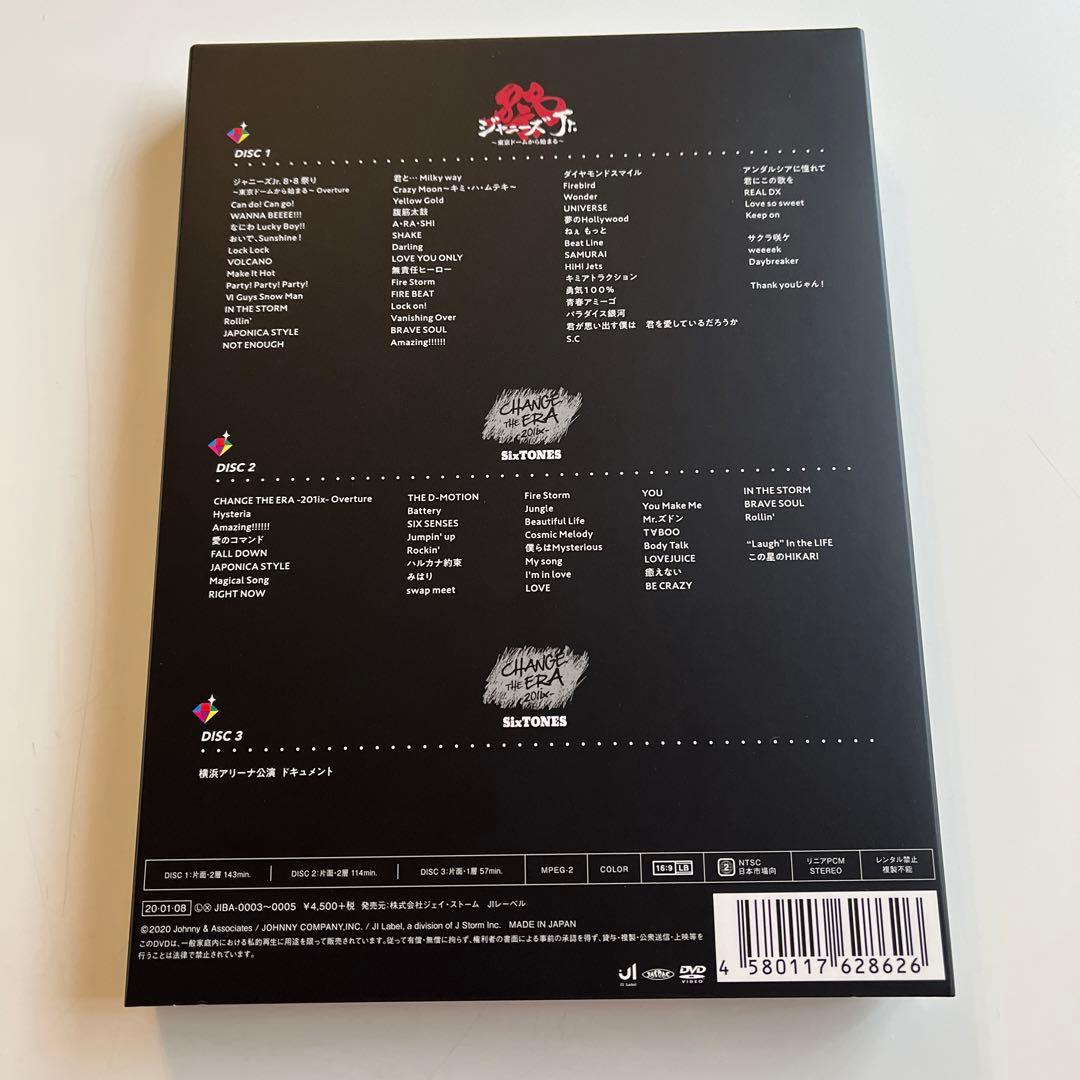 祭
ジャニーズJr.
～東京ドームから始まる～
DISC 1
ジャニーズJr. 8・8 祭り
～東京ドームから始まる～ Overture
Can do! Can go!
WANNA BEEEE!!!
なにわ Lucky Boy!!
おいで、Sunshine!
Lock Lock
VOLCANO
Make It Hot
Party! Party! Party!
VI Guys Snow Man
IN THE STORM
Rollin'
JAPONICA STYLE
NOT ENOUGH
君と… Milky way
Crazy Moon～キミ・ハ・ムテキ～
Yellow Gold
腹筋太鼓
A・RA・SHI
SHAKE
Darling
LOVE YOU ONLY
無責任ヒーロー
Fire Storm
FIRE BEAT
Lock on!
Vanishing Over
BRAVE SOUL
Amazing!!!!!!
ダイヤモンドスマイル
Firebird
Wonder
UNIVERSE
夢のHollywood
ねぇ もっと
Beat Line
SAMURAI
HiHi Jets
キミアトラクション
勇気100％
青春アミーゴ
パラダイス銀河
君が思い出す僕は 君を愛しているだろうか
S.C
アンダルシアに憧れて
君にこの歌を
REAL DX
Love so sweet
Keep on
サクラ咲ケ
weeeek
Daybreaker
Thank youじゃん!
CHANGE
THE ERA
-201ix-
SixTONES
DISC 2
CHANGE THE ERA -201ix- Overture
Hysteria
Amazing!!!!!!
愛のコマンド
FALL DOWN
JAPONICA STYLE
Magical Song
RIGHT NOW
THE D-MOTION
Battery
SIX SENSES
Jumpin' up
Rockin'
ハルカナ約束
みはり
swap meet
Fire Storm
Jungle
Beautiful Life
Cosmic Melody
僕らはMysterious
My song
I'm in love
LOVE
YOU
You Make Me
Mr.ズドン
T∀BOO
Body Talk
LOVEJUICE
癒えない
BE CRAZY
IN THE STORM
BRAVE SOUL
Rollin'
“Laugh” In the LIFE
この星のHIKARI
CHANGE
THE ERA
-201ix-
SixTONES
DISC 3
横浜アリーナ公演 ドキュメント
DISC 1：片面・2層 143min.
DISC 2：片面・2層 114min.
DISC 3：片面・1層 57min.
MPEG-2
COLOR
16:9 LB
2 NTSC
日本市場向
リニアPCM
STEREO
レンタル禁止
複製不能
20・01・08 Ⓛⓧ JIBA-0003～0005 ￥4,500＋税 発売元：株式会社ジェイ・ストーム JIレーベル
©2020 Johnny & Associates / JOHNNY COMPANY,INC. / JI Label, a division of J Storm Inc. MADE IN JAPAN
このDVDは、一般家庭内における私的再生に用途を限って販売されています。従って有償・無償に拘らず、権利者の書面による事前の承認を得ず、貸与・複製・公衆送信・上映等を
行うことは法律で禁止されています。
JI
JI Label
DVD
VIDEO
4 580117 628626